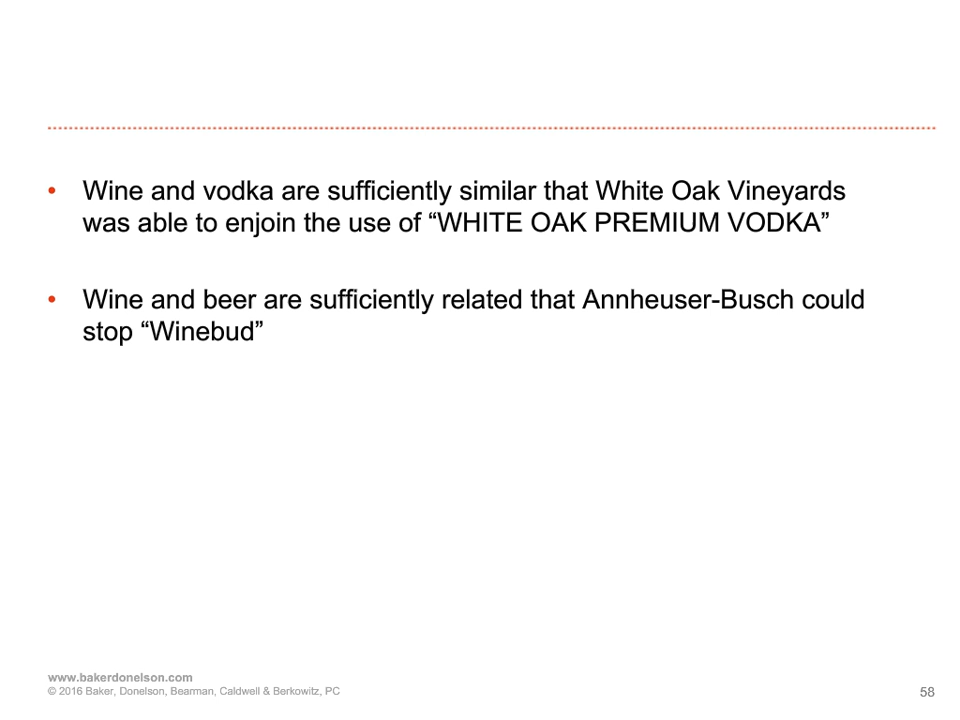 • Wine and vodka are sufficiently similar that White Oak Vineyards
was able to enjoin the use of “WHITE OAK PREMIUM VODKA”
• Wine and beer are sufficiently related that Annheuser-Busch could
stop “Winebud”
www.bakerdonelson.com
© 2016 Baker, Donelson, Bearman, Caldwell & Berkowitz, PC
58